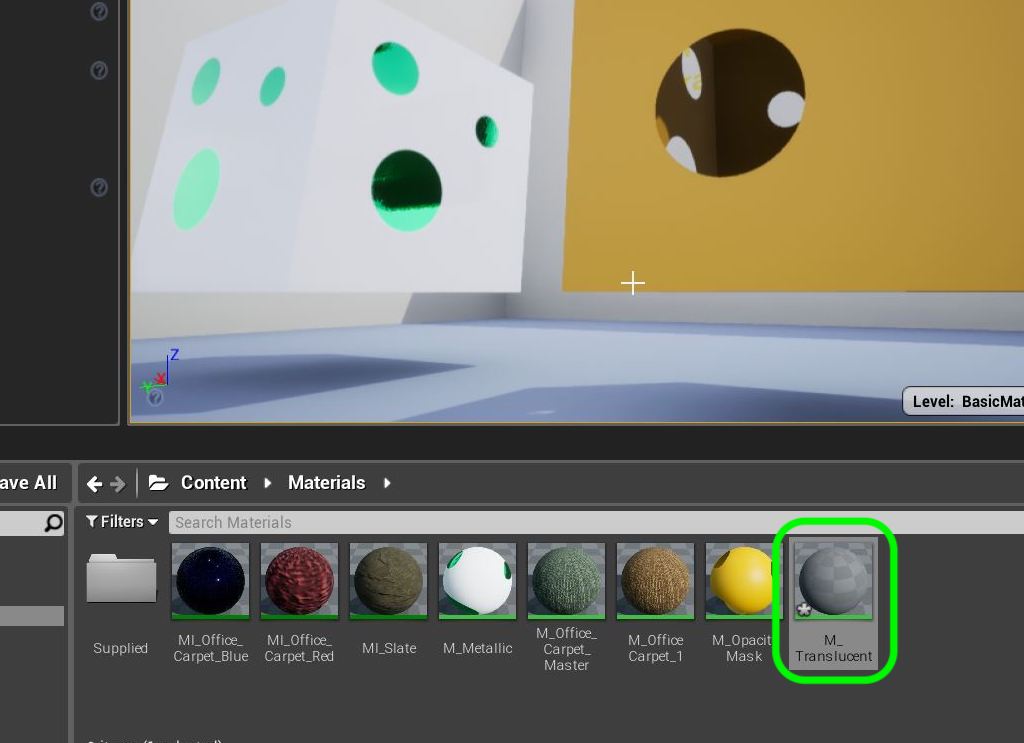 Z
X
Y
?
?
?
?
Level: BasicMat
ave All
Content
Materials
Filters
Search Materials
Supplied
MI_Office_
Carpet_Blue
MI_Office_
Carpet_Red
MI_Slate
M_Metallic
M_Office_
Carpet_
Master
M_Office
Carpet_1
M_Opacit
Mask
M_
Translucent